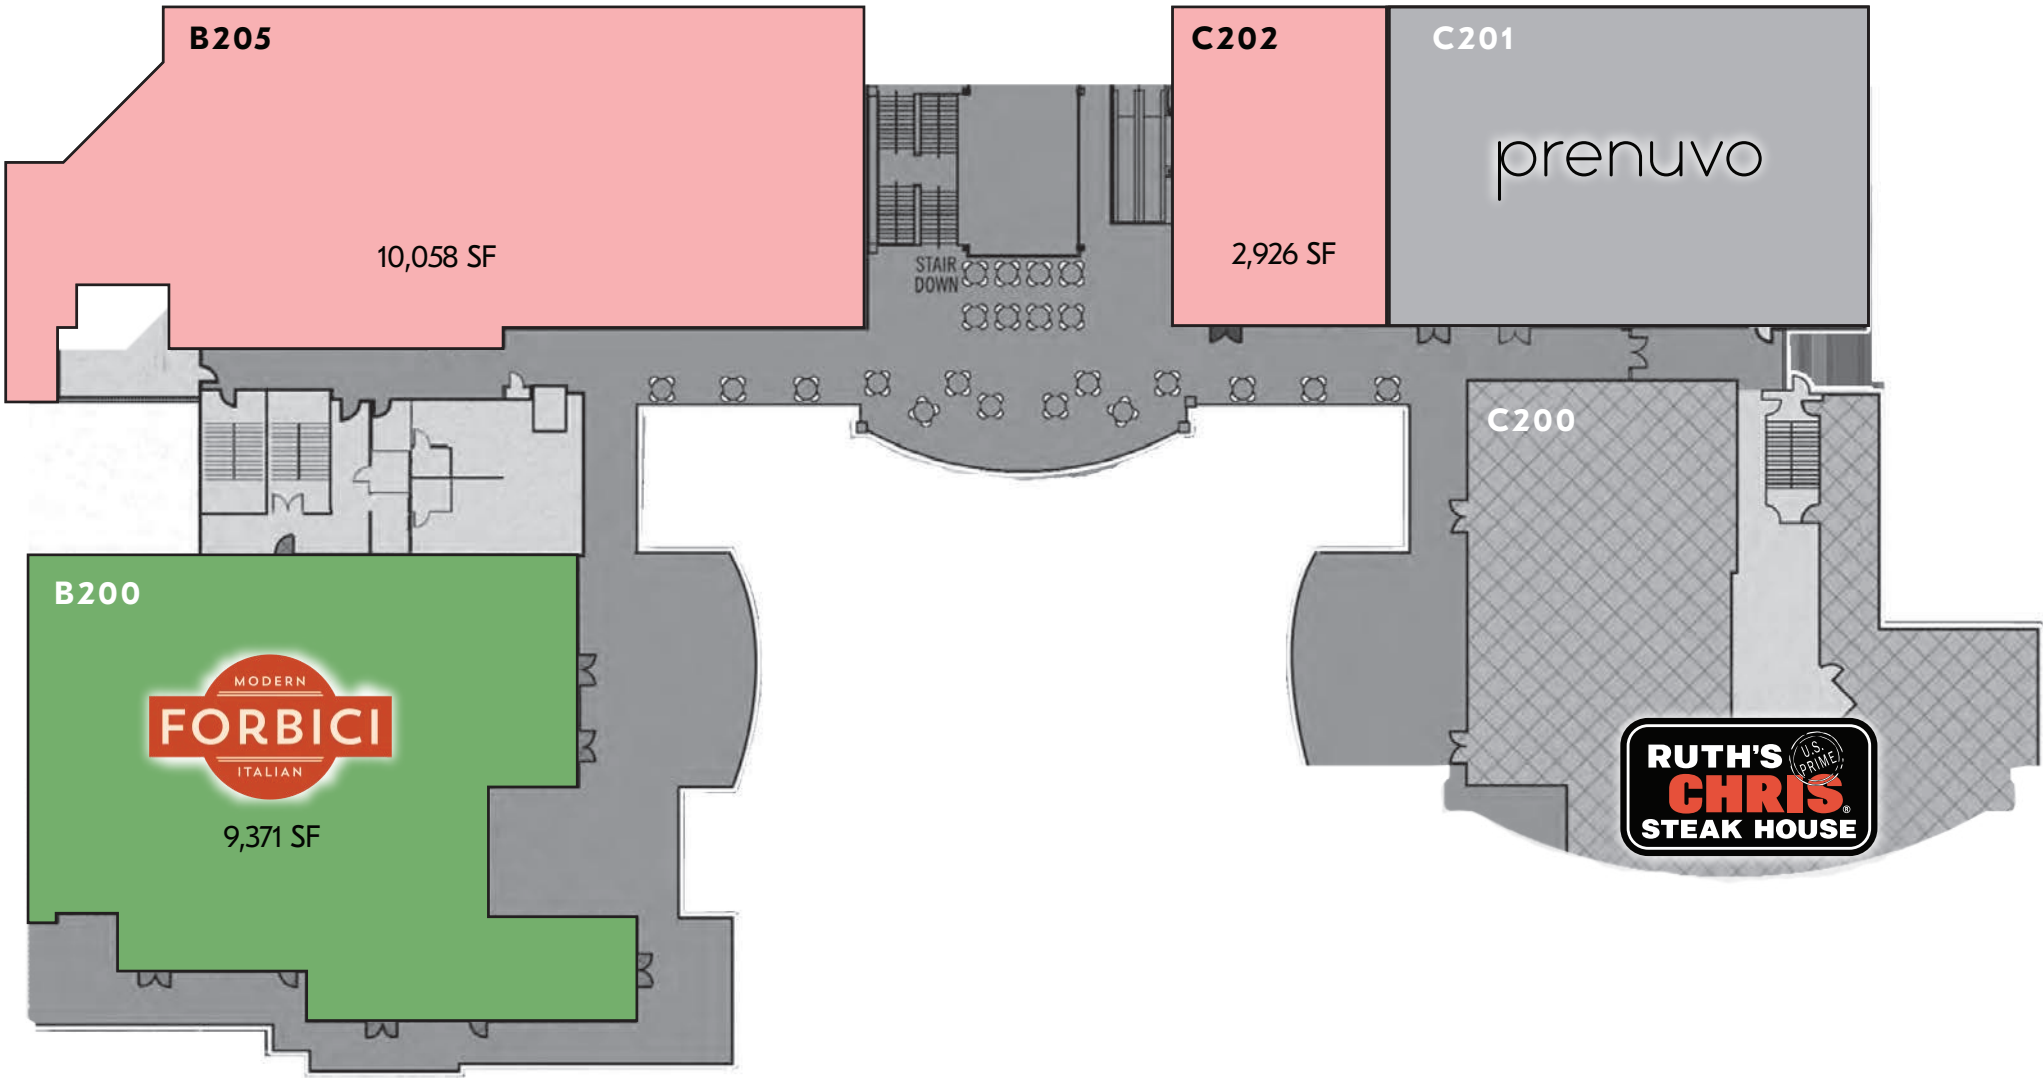 B205
10,058 SF
STAIR
DOWN
C202
2,926 SF
C201
prenuvo
C200
RUTH'S
U.S.
PRIME
CHRIS®
STEAK HOUSE
B200
MODERN
FORBICI
ITALIAN
9,371 SF